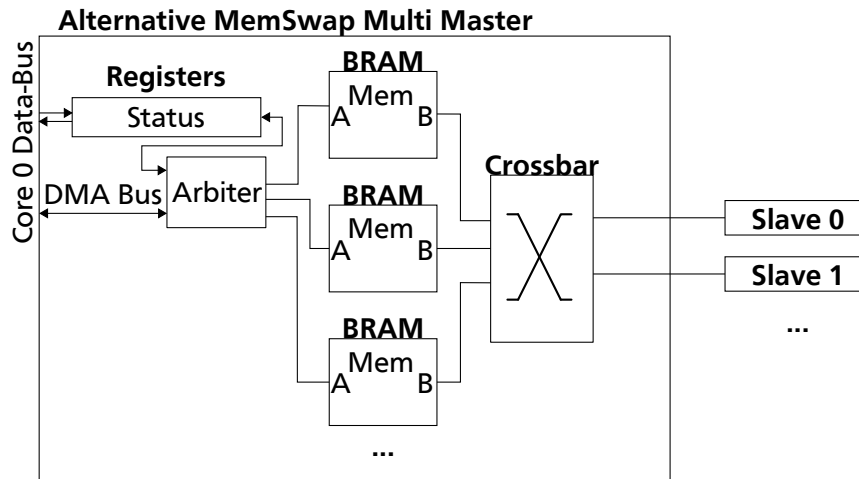 Alternative MemSwap Multi Master
Core 0 Data-Bus
Registers
Status
DMA Bus
Arbiter
BRAM
Mem
A
B
BRAM
Mem
A
B
BRAM
Mem
A
B
...
Crossbar
Slave 0
Slave 1
...